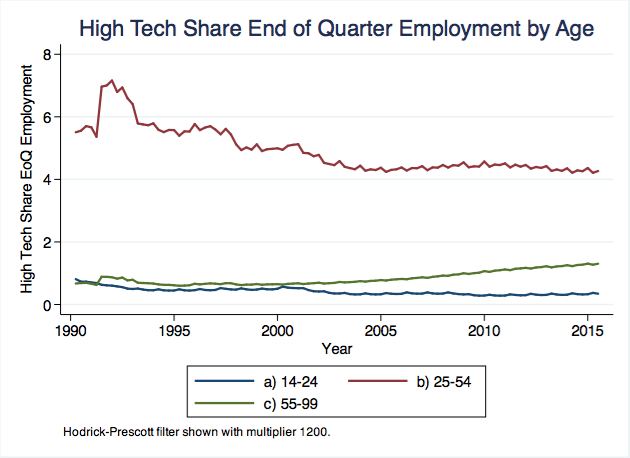 High Tech Share End of Quarter Employment by Age
High Tech Share EoQ Employment
8
6
4
2
0
1990 1995 2000 2005 2010 2015
Year
a) 14-24 b) 25-54
c) 55-99
Hodrick-Prescott filter shown with multiplier 1200.